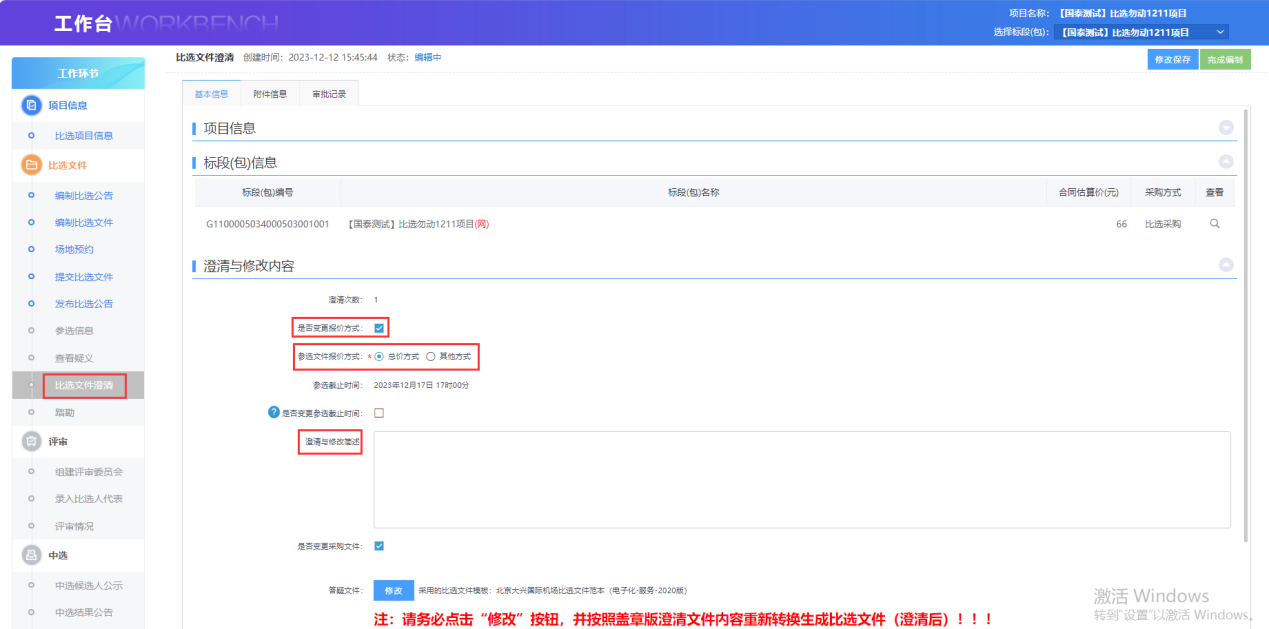 工作台WORKBENCH
项目名称: 【国泰测试】比选勿动1211项目
选择标段(包): 【国泰测试】比选勿动1211项目
工作环节
项目信息
比选项目信息
比选文件
编制比选公告
编制比选文件
场地预约
提交比选文件
发布比选公告
参选信息
查看疑义
比选文件澄清
踏勘
评审
组建评审委员会
录入比选人代表
评审情况
中选
中选候选人公示
中选结果公告
比选文件澄清 创建时间: 2023-12-12 15:45:44 状态: 编辑中
修改保存 完成编制
基本信息 附件信息 审批记录
项目信息
标段(包)信息
标段(包)编号 标段(包)名称 合同估算价(元) 采购方式 查看
G1100005034000503001001 【国泰测试】比选勿动1211项目(网) 66 比选采购
澄清与修改内容
澄清次数: 1
是否变更报价方式:
参选文件报价方式: * 总价方式 其他方式
参选截止时间: 2023年12月17日 17时00分
? 是否变更参选截止时间:
澄清与修改简述
是否变更采购文件:
答疑文件: 修改 采用的比选文件模板: 北京大兴国际机场比选文件范本 (电子化-服务-2020版)
注：请务必点击“修改”按钮，并按照盖章版澄清文件内容重新转换生成比选文件（澄清后）！！！
激活 Windows
转到"设置"以激活 Windows。